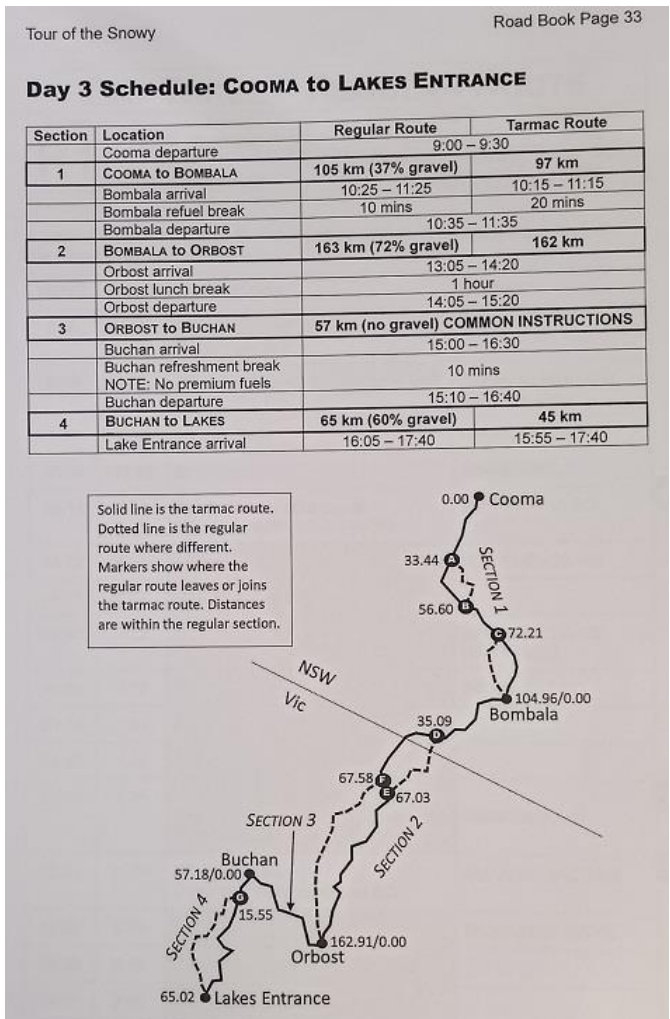 Tour of the Snowy
Road Book Page 33
Day 3 Schedule: COOMA to LAKES ENTRANCE
Section Location Regular Route Tarmac Route
Cooma departure 9:00 – 9:30
1 COOMA to BOMBALA 105 km (37% gravel) 97 km
Bombala arrival 10:25 – 11:25 10:15 – 11:15
Bombala refuel break 10 mins 20 mins
Bombala departure 10:35 – 11:35
2 BOMBALA to ORBOST 163 km (72% gravel) 162 km
Orbost arrival 13:05 – 14:20
Orbost lunch break 1 hour
Orbost departure 14:05 – 15:20
3 ORBOST to BUCHAN 57 km (no gravel) COMMON INSTRUCTIONS
Buchan arrival 15:00 – 16:30
Buchan refreshment break
NOTE: No premium fuels 10 mins
Buchan departure 15:10 – 16:40
4 BUCHAN to LAKES 65 km (60% gravel) 45 km
Lake Entrance arrival 16:05 – 17:40 15:55 – 17:40
Solid line is the tarmac route.
Dotted line is the regular
route where different.
Markers show where the
regular route leaves or joins
the tarmac route. Distances
are within the regular section.
0.00 Cooma
33.44 A
SECTION 1
56.60 B
C 72.21
NSW
Vic
104.96/0.00
Bombala
35.09
D
67.58 F
E 67.03
SECTION 2
SECTION 3
Buchan
57.18/0.00
G
15.55
SECTION 4
162.91/0.00
Orbost
65.02 Lakes Entrance